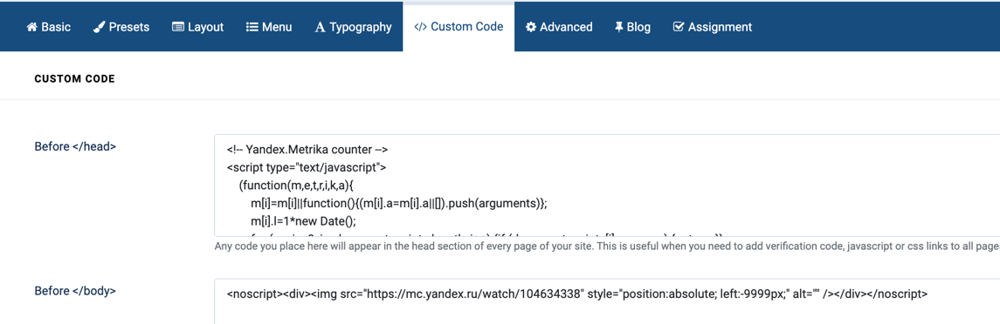 Basic Presets Layout Menu Typography </> Custom Code Advanced Blog Assignment
CUSTOM CODE
Before </head>
<!-- Yandex.Metrika counter -->
<script type="text/javascript">
(function(m,e,t,r,i,k,a){
m[i]=m[i]||function(){(m[i].a=m[i].a||[]).push(arguments)};
m[i].l=1*new Date();
Any code you place here will appear in the head section of every page of your site. This is useful when you need to add verification code, javascript or css links to all page
Before </body>
<noscript><div><img src="https://mc.yandex.ru/watch/104634338" style="position:absolute; left:-9999px;" alt="" /></div></noscript>